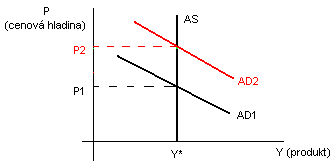 P
(cenová hladina)
AS
P2
AD2
P1
AD1
Y*
Y (produkt)